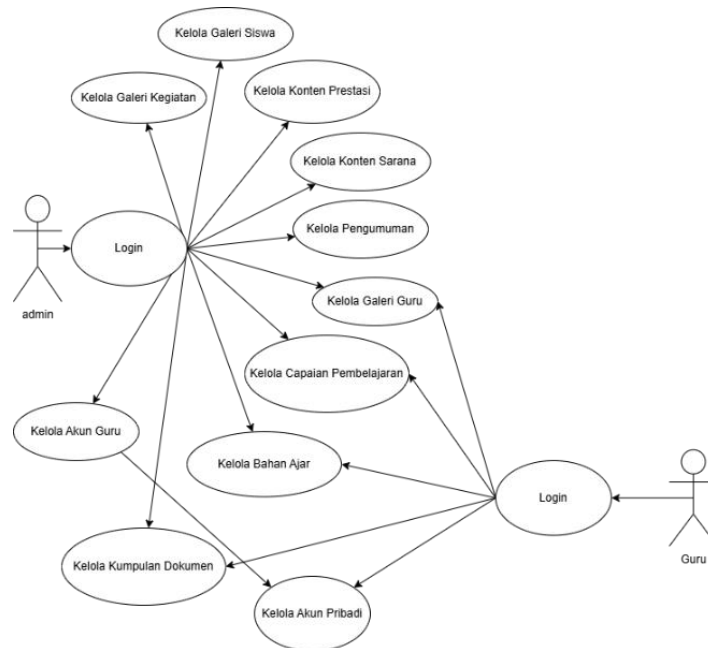 Kelola Galeri Siswa
Kelola Konten Prestasi
Kelola Galeri Kegiatan
Kelola Konten Sarana
Kelola Pengumuman
Login
admin
Kelola Galeri Guru
Kelola Capaian Pembelajaran
Kelola Akun Guru
Kelola Bahan Ajar
Login
Guru
Kelola Kumpulan Dokumen
Kelola Akun Pribadi